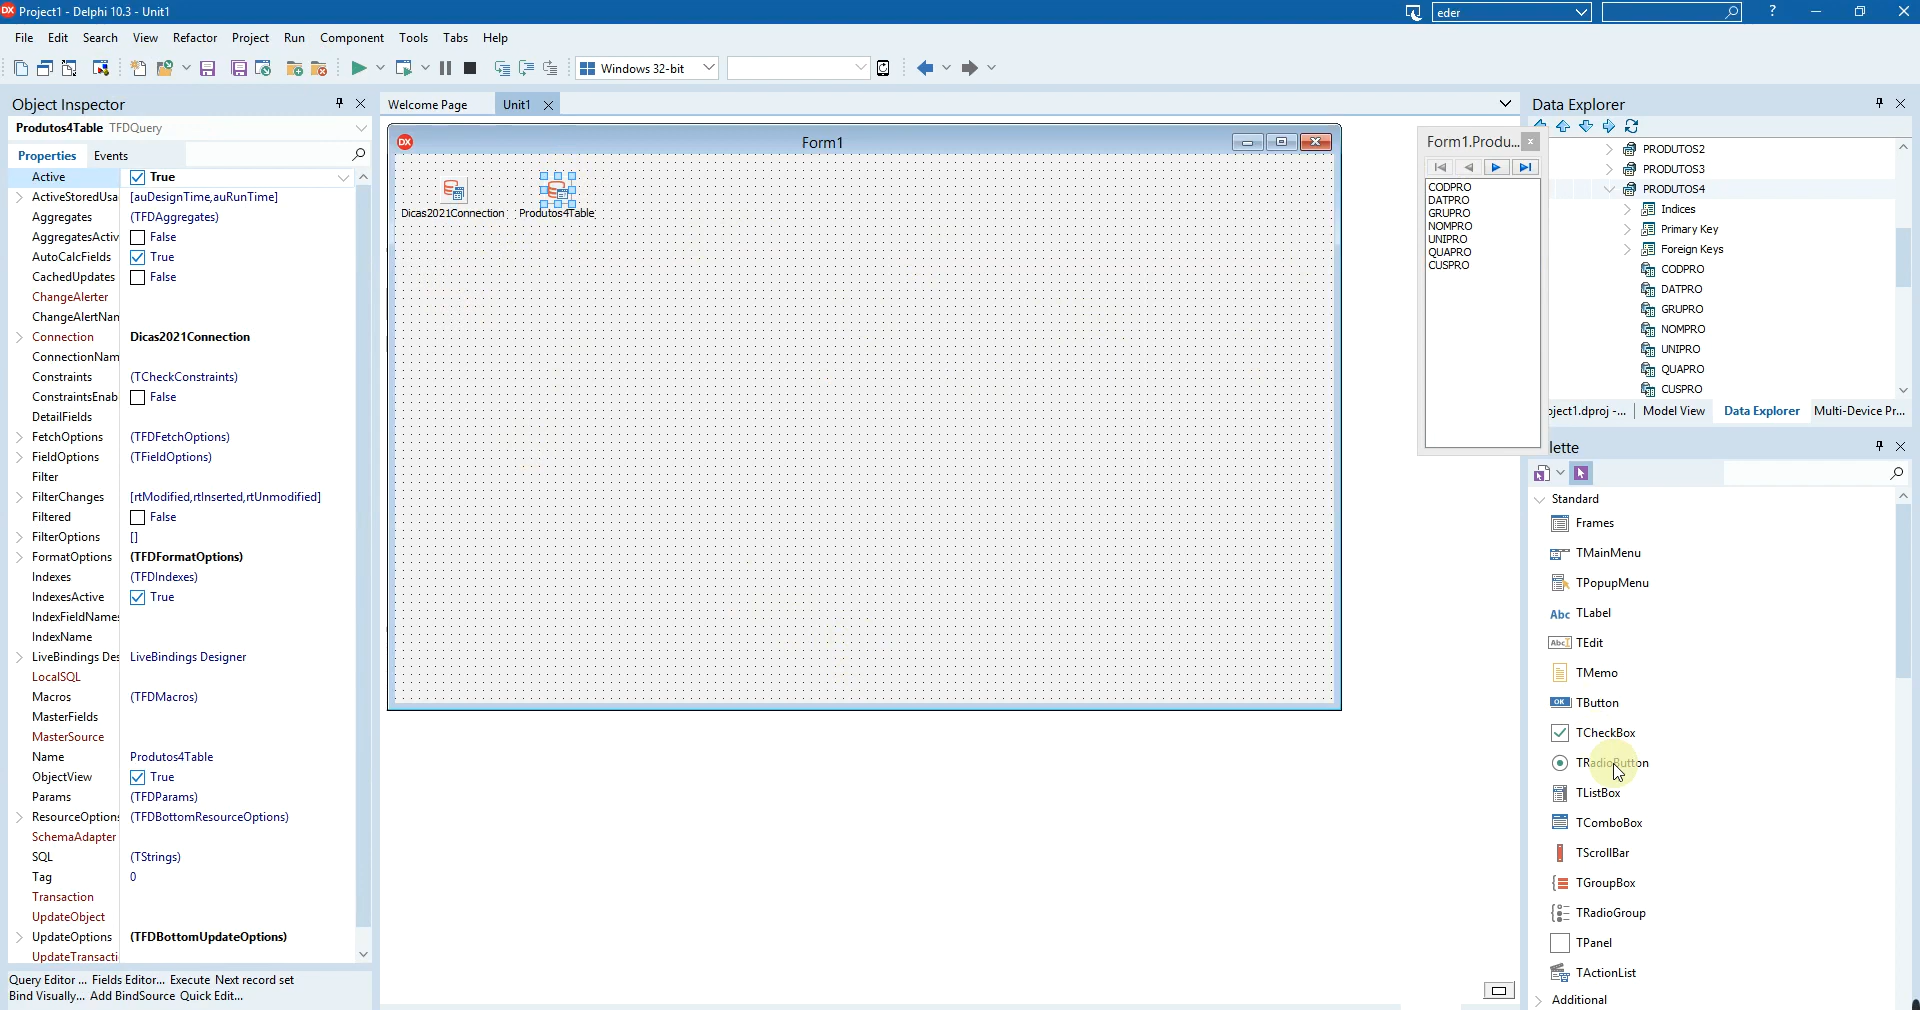 Project1 - Delphi 10.3 - Unit1
eder
?
File Edit Search View Refactor Project Run Component Tools Tabs Help
Windows 32-bit
Object Inspector
Produtos4Table TFDQuery
Properties Events
Active True
ActiveStoredUsa [auDesignTime,auRunTime]
Aggregates (TFDAggregates)
AggregatesActiv False
AutoCalcFields True
CachedUpdates False
ChangeAlerter
ChangeAlertNan
Connection Dicas2021Connection
ConnectionNam
Constraints (TCheckConstraints)
ConstraintsEnab False
DetailFields
FetchOptions (TFDFetchOptions)
FieldOptions (TFieldOptions)
Filter
FilterChanges [rtModified,rtInserted,rtUnmodified]
Filtered False
FilterOptions []
FormatOptions (TFDFormatOptions)
Indexes (TFDIndexes)
IndexesActive True
IndexFieldNames
IndexName
LiveBindings Des LiveBindings Designer
LocalSQL
Macros (TFDMacros)
MasterFields
MasterSource
Name Produtos4Table
ObjectView True
Params (TFDParams)
ResourceOptions (TFDBottomResourceOptions)
SchemaAdapter
SQL (TStrings)
Tag 0
Transaction
UpdateObject
UpdateOptions (TFDBottomUpdateOptions)
UpdateTransacti
Query Editor ... Fields Editor... Execute Next record set
Bind Visually... Add BindSource Quick Edit...
Welcome Page Unit1
DX Form1
Dicas2021Connection Produtos4Table
Form1.Produ...
CODPRO
DATPRO
GRUPRO
NOMPRO
UNIPRO
QUAPRO
CUSPRO
Data Explorer
PRODUTOS2
PRODUTOS3
PRODUTOS4
Indices
Primary Key
Foreign Keys
CODPRO
DATPRO
GRUPRO
NOMPRO
UNIPRO
QUAPRO
CUSPRO
oject1.dproj -... Model View Data Explorer Multi-Device Pr...
lette
Standard
Frames
TMainMenu
TPopupMenu
Abc TLabel
Abc TEdit
TMemo
OK TButton
TCheckBox
TRadioButton
TListBox
TComboBox
TScrollBar
TGroupBox
TRadioGroup
TPanel
TActionList
Additional